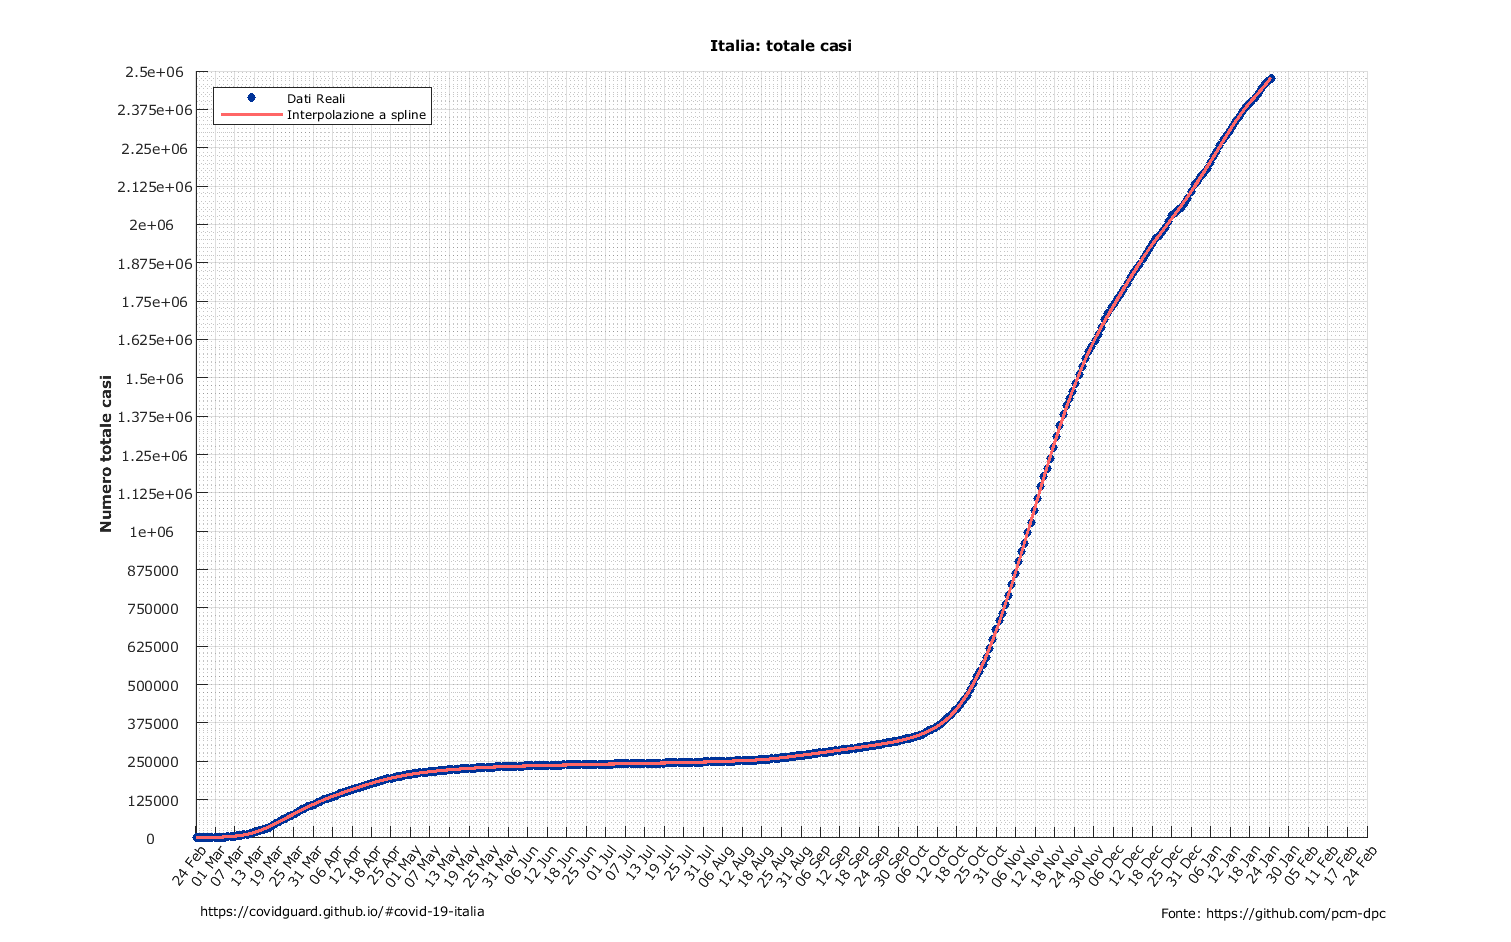 Italia: totale casi
Dati Reali
Interpolazione a spline
Numero totale casi
2.5e+06
2.375e+06
2.25e+06
2.125e+06
2e+06
1.875e+06
1.75e+06
1.625e+06
1.5e+06
1.375e+06
1.25e+06
1.125e+06
1e+06
875000
750000
625000
500000
375000
250000
125000
0
24 Feb
01 Mar
07 Mar
13 Mar
19 Mar
25 Mar
31 Mar
06 Apr
12 Apr
18 Apr
25 Apr
01 May
07 May
13 May
19 May
25 May
31 May
06 Jun
12 Jun
18 Jun
25 Jun
01 Jul
07 Jul
13 Jul
19 Jul
25 Jul
31 Jul
06 Aug
12 Aug
18 Aug
25 Aug
31 Aug
06 Sep
12 Sep
18 Sep
24 Sep
30 Sep
06 Oct
12 Oct
18 Oct
25 Oct
31 Oct
06 Nov
12 Nov
18 Nov
24 Nov
30 Nov
06 Dec
12 Dec
19 Dec
25 Dec
31 Dec
06 Jan
12 Jan
18 Jan
24 Jan
30 Jan
05 Feb
11 Feb
17 Feb
24 Feb
https://covidguard.github.io/#covid-19-italia
Fonte: https://github.com/pcm-dpc